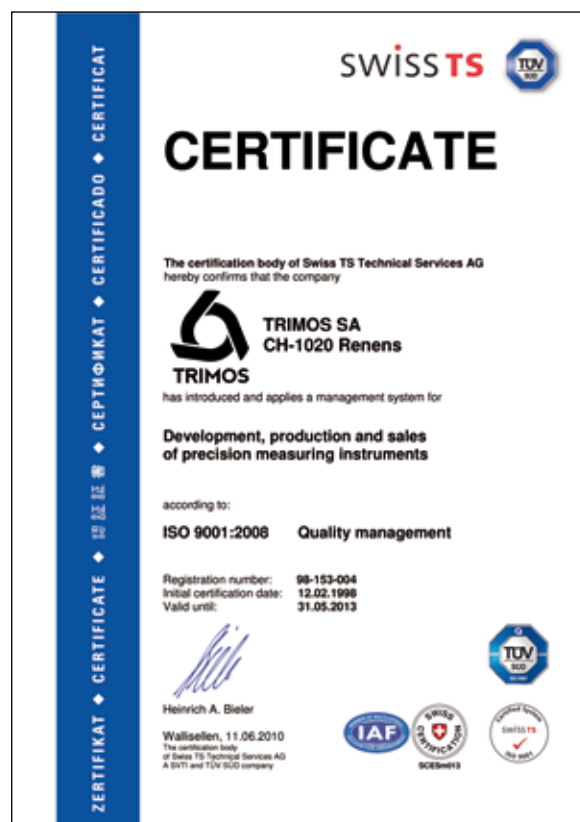 swiss TS
TÜV
SÜD
CERTIFICATE
The certification body of Swiss TS Technical Services AG
hereby confirms that the company
TRIMOS
TRIMOS SA
CH-1020 Renens
has introduced and applies a management system for
Development, production and sales
of precision measuring instruments
according to:
ISO 9001:2008 Quality management
Registration number: 98-153-004
Initial certification date: 12.02.1998
Valid until: 31.05.2013
Heinrich A. Bieler
Wallisellen, 11.06.2010
The certification body
of Swiss TS Technical Services AG
A SVTI and TÜV SÜD company
TÜV
SÜD
IAF
SWISS
CERTIFICATION
SCESm013
Certified System
swiss TS
ISO 9001
ZERTIFIKAT ◆ CERTIFICATE ◆ ◆ СЕРТИФИКАТ ◆ CERTIFICADO ◆ CERTIFICAT